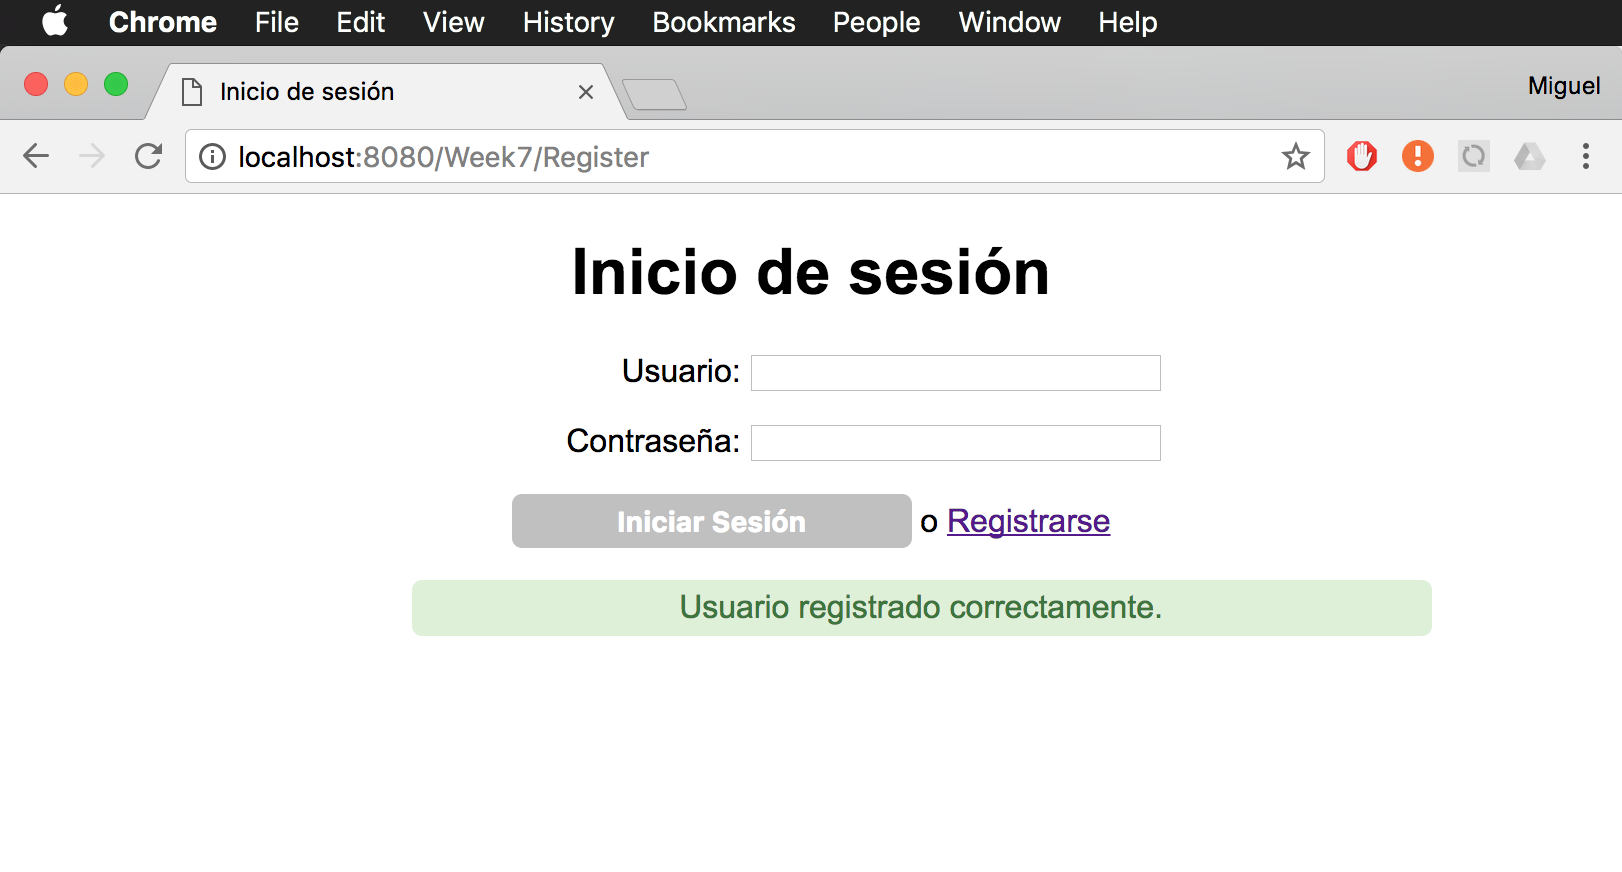 Chrome File Edit View History Bookmarks People Window Help
Inicio de sesión
Miguel
localhost:8080/Week7/Register
Inicio de sesión
Usuario:
Contraseña:
Iniciar Sesión o Registrarse
Usuario registrado correctamente.